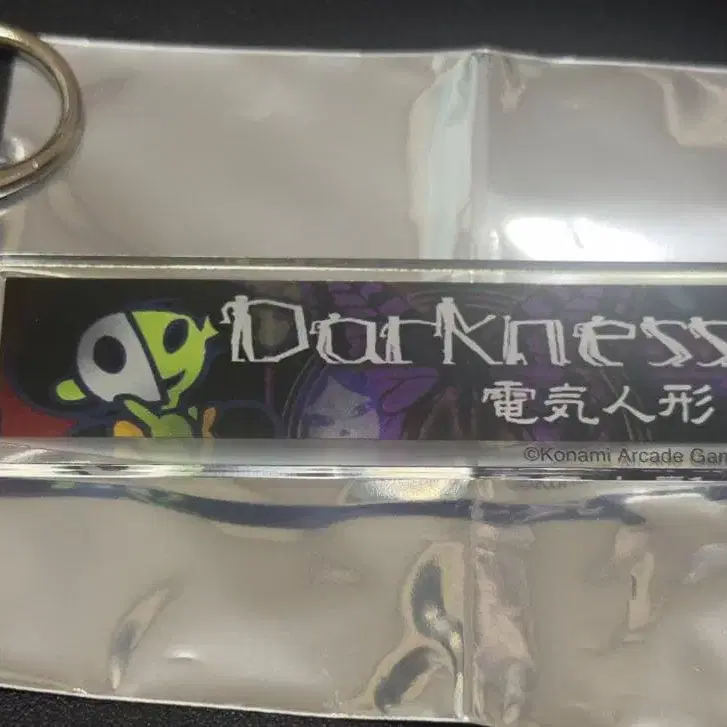 Darkness
電気人形
©Konami Arcade Gam